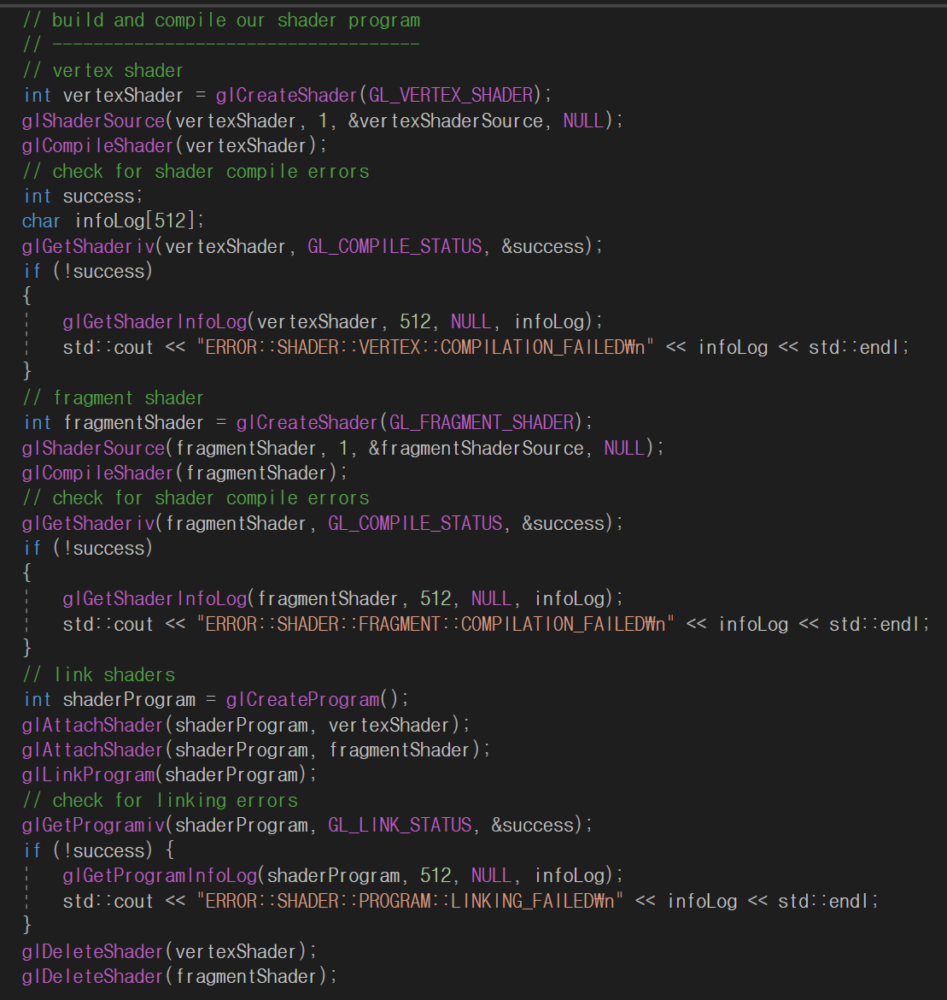 // build and compile our shader program
// ------------------------------------
// vertex shader
int vertexShader = glCreateShader(GL_VERTEX_SHADER);
glShaderSource(vertexShader, 1, &vertexShaderSource, NULL);
glCompileShader(vertexShader);
// check for shader compile errors
int success;
char infoLog[512];
glGetShaderiv(vertexShader, GL_COMPILE_STATUS, &success);
if (!success)
{
    glGetShaderInfoLog(vertexShader, 512, NULL, infoLog);
    std::cout << "ERROR::SHADER::VERTEX::COMPILATION_FAILED₩n" << infoLog << std::endl;
}
// fragment shader
int fragmentShader = glCreateShader(GL_FRAGMENT_SHADER);
glShaderSource(fragmentShader, 1, &fragmentShaderSource, NULL);
glCompileShader(fragmentShader);
// check for shader compile errors
glGetShaderiv(fragmentShader, GL_COMPILE_STATUS, &success);
if (!success)
{
    glGetShaderInfoLog(fragmentShader, 512, NULL, infoLog);
    std::cout << "ERROR::SHADER::FRAGMENT::COMPILATION_FAILED₩n" << infoLog << std::endl;
}
// link shaders
int shaderProgram = glCreateProgram();
glAttachShader(shaderProgram, vertexShader);
glAttachShader(shaderProgram, fragmentShader);
glLinkProgram(shaderProgram);
// check for linking errors
glGetProgramiv(shaderProgram, GL_LINK_STATUS, &success);
if (!success) {
    glGetProgramInfoLog(shaderProgram, 512, NULL, infoLog);
    std::cout << "ERROR::SHADER::PROGRAM::LINKING_FAILED₩n" << infoLog << std::endl;
}
glDeleteShader(vertexShader);
glDeleteShader(fragmentShader);